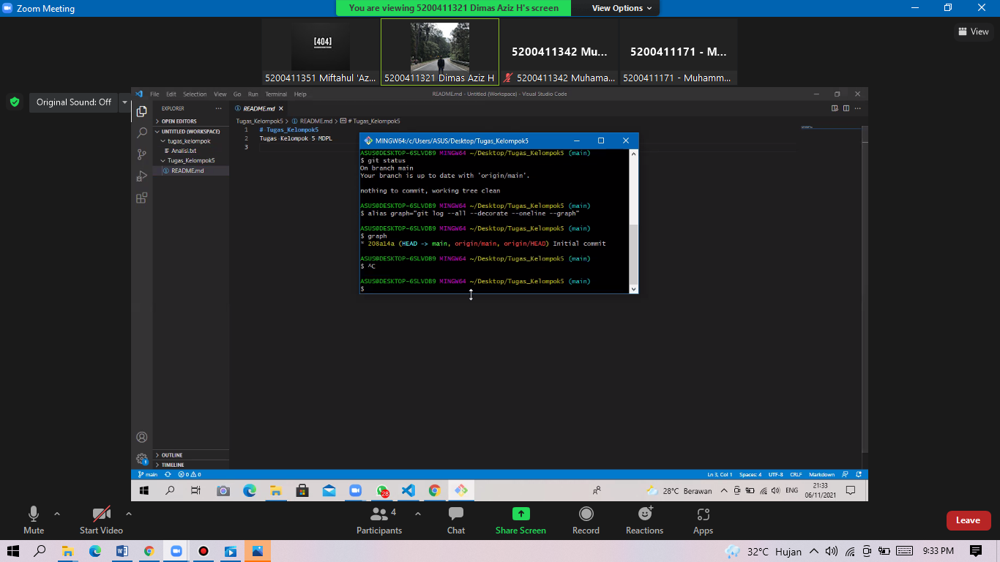 Zoom Meeting
You are viewing 5200411321 Dimas Aziz H's screen
View Options
View
[404]
5200411342 Mu...
5200411171 - M...
5200411351 Miftahul 'Az...
5200411321 Dimas Aziz H
5200411342 Muhama...
5200411171 - Muhamm...
Original Sound: Off
File Edit Selection View Go Run Terminal Help
README.md - Untitled (Workspace) - Visual Studio Code
EXPLORER
README.md
OPEN EDITORS
UNTITLED (WORKSPACE)
tugas_kelompok
Analisi.txt
Tugas_Kelompok5
README.md
Tugas_Kelompok5 > README.md > # Tugas_Kelompok5
1 # Tugas_Kelompok5
2 Tugas Kelompok 5 MDPL
3
MINGW64:/c/Users/ASUS/Desktop/Tugas_Kelompok5
ASUS@DESKTOP-6SLVDB9 MINGW64 ~/Desktop/Tugas_Kelompok5 (main)
$ git status
On branch main
Your branch is up to date with 'origin/main'.
nothing to commit, working tree clean
ASUS@DESKTOP-6SLVDB9 MINGW64 ~/Desktop/Tugas_Kelompok5 (main)
$ alias graph="git log --all --decorate --oneline --graph"
ASUS@DESKTOP-6SLVDB9 MINGW64 ~/Desktop/Tugas_Kelompok5 (main)
$ graph
* 208a14a (HEAD -> main, origin/main, origin/HEAD) Initial commit
ASUS@DESKTOP-6SLVDB9 MINGW64 ~/Desktop/Tugas_Kelompok5 (main)
$ ^C
ASUS@DESKTOP-6SLVDB9 MINGW64 ~/Desktop/Tugas_Kelompok5 (main)
$
OUTLINE
TIMELINE
1
main
0 0
Ln 3, Col 1 Spaces: 4 UTF-8 CRLF Markdown
28
28°C Berawan
ENG
21:33
06/11/2021
Mute
Start Video
Participants
4
Chat
Share Screen
Record
Reactions
Apps
Leave
32°C Hujan
9:33 PM